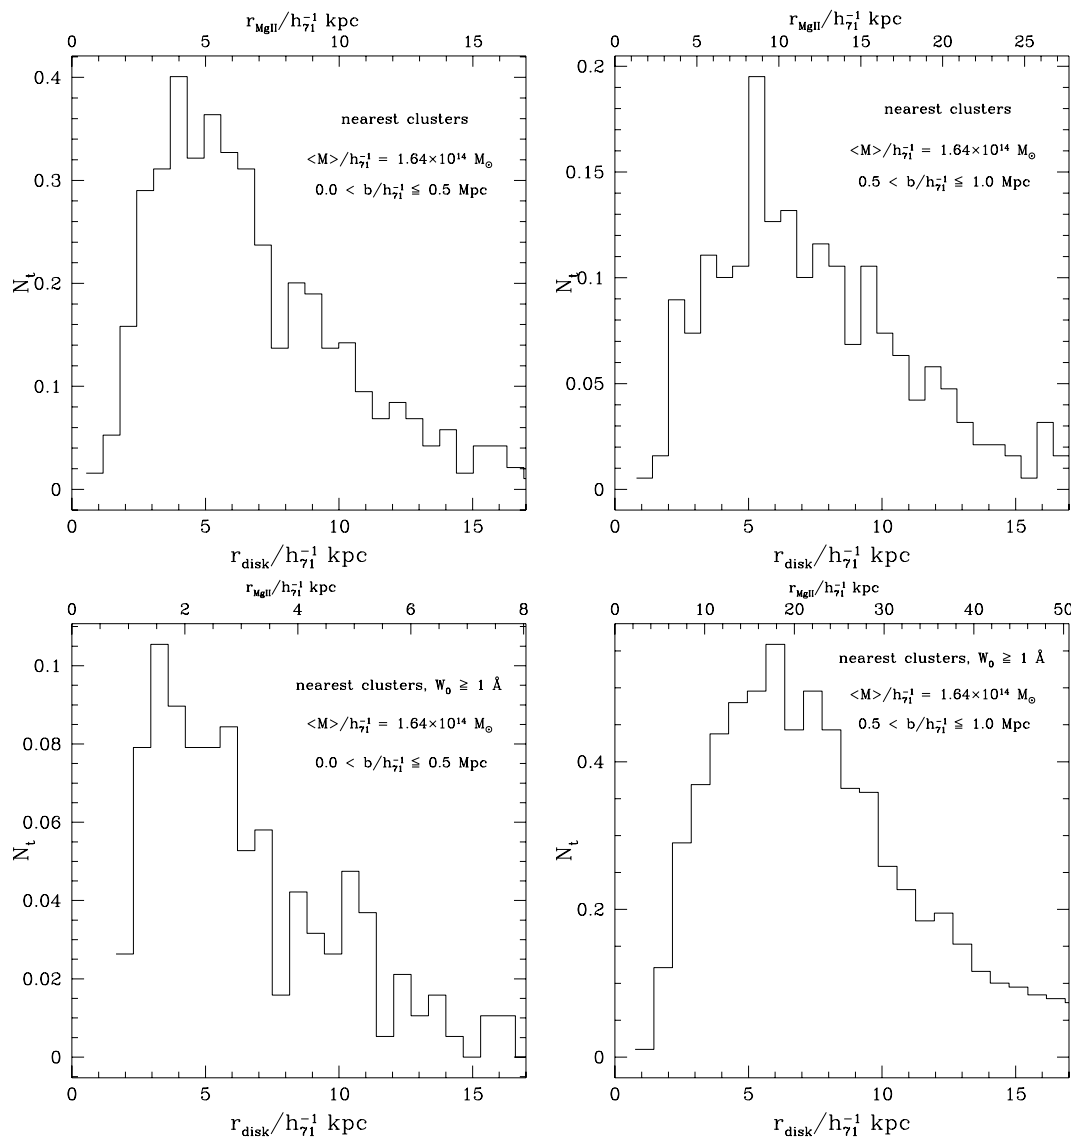 r_MgII/h_71^-1 kpc
0 5 10 15
0.4
0.3
0.2
0.1
0
N_t
nearest clusters
<M>/h_71^-1 = 1.64×10^14 M_⊙
0.0 < b/h_71^-1 ≦ 0.5 Mpc
0 5 10 15
r_disk/h_71^-1 kpc
r_MgII/h_71^-1 kpc
0 5 10 15 20 25
0.2
0.15
0.1
0.05
0
N_t
nearest clusters
<M>/h_71^-1 = 1.64×10^14 M_⊙
0.5 < b/h_71^-1 ≦ 1.0 Mpc
0 5 10 15
r_disk/h_71^-1 kpc
r_MgII/h_71^-1 kpc
0 2 4 6 8
0.1
0.08
0.06
0.04
0.02
0
N_t
nearest clusters, W_0 ≧ 1 Å
<M>/h_71^-1 = 1.64×10^14 M_⊙
0.0 < b/h_71^-1 ≦ 0.5 Mpc
0 5 10 15
r_disk/h_71^-1 kpc
r_MgII/h_71^-1 kpc
0 10 20 30 40 50
0.4
0.2
0
N_t
nearest clusters, W_0 ≧ 1 Å
<M>/h_71^-1 = 1.64×10^14 M_⊙
0.5 < b/h_71^-1 ≦ 1.0 Mpc
0 5 10 15
r_disk/h_71^-1 kpc